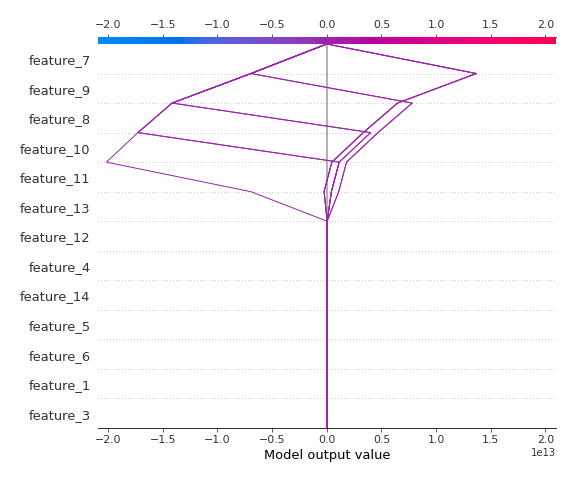 −2.0 −1.5 −1.0 −0.5 0.0 0.5 1.0 1.5 2.0
feature_7
feature_9
feature_8
feature_10
feature_11
feature_13
feature_12
feature_4
feature_14
feature_5
feature_6
feature_1
feature_3
−2.0 −1.5 −1.0 −0.5 0.0 0.5 1.0 1.5 2.0
Model output value 1e13